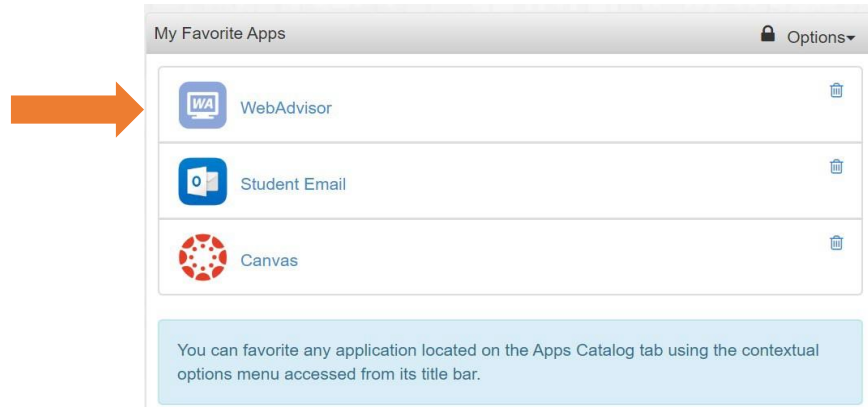 My Favorite Apps
Options
WA
WebAdvisor
O
Student Email
Canvas
You can favorite any application located on the Apps Catalog tab using the contextual
options menu accessed from its title bar.